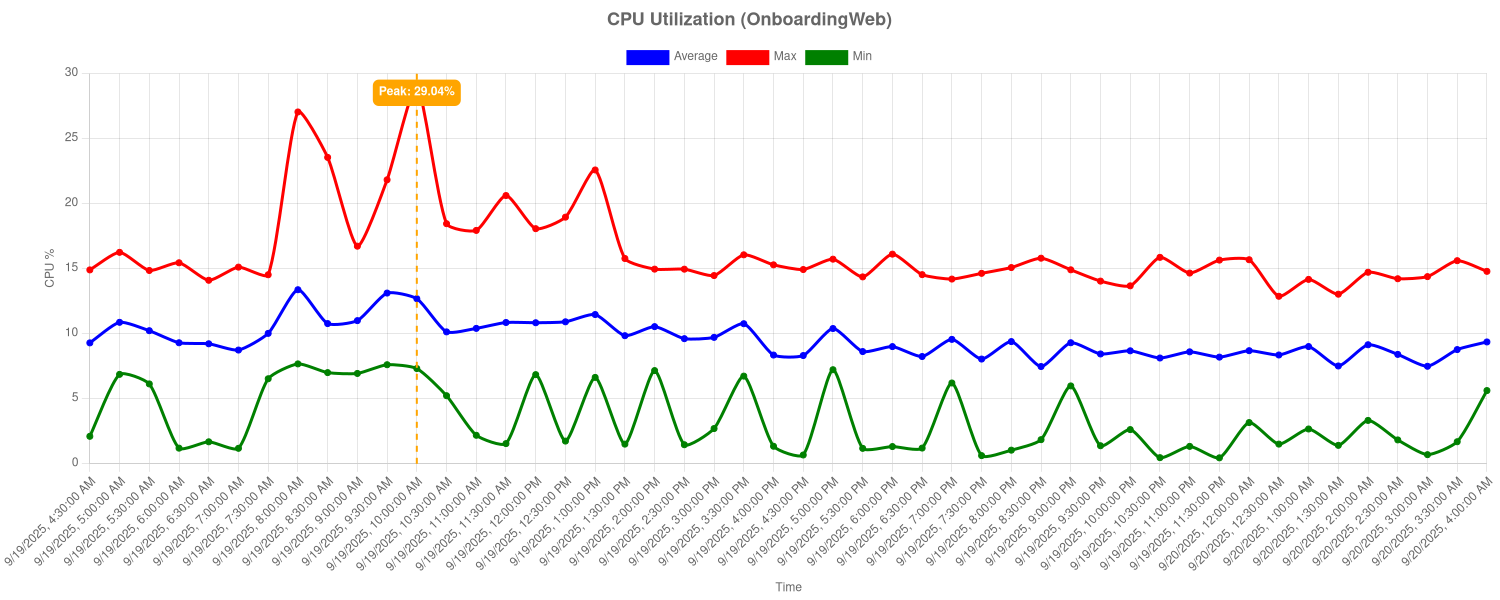 CPU Utilization (OnboardingWeb)
Average Max Min
30
Peak: 29.04%
25
20
15
10
5
0
CPU %
9/19/2025, 4:30:00 AM
9/19/2025, 5:00:00 AM
9/19/2025, 5:30:00 AM
9/19/2025, 6:00:00 AM
9/19/2025, 6:30:00 AM
9/19/2025, 7:00:00 AM
9/19/2025, 7:30:00 AM
9/19/2025, 8:00:00 AM
9/19/2025, 8:30:00 AM
9/19/2025, 9:00:00 AM
9/19/2025, 9:30:00 AM
9/19/2025, 10:00:00 AM
9/19/2025, 10:30:00 AM
9/19/2025, 11:00:00 AM
9/19/2025, 11:30:00 AM
9/19/2025, 12:00:00 PM
9/19/2025, 12:30:00 PM
9/19/2025, 1:00:00 PM
9/19/2025, 1:30:00 PM
9/19/2025, 2:00:00 PM
9/19/2025, 2:30:00 PM
9/19/2025, 3:00:00 PM
9/19/2025, 3:30:00 PM
9/19/2025, 4:00:00 PM
9/19/2025, 4:30:00 PM
9/19/2025, 5:00:00 PM
9/19/2025, 5:30:00 PM
9/19/2025, 6:00:00 PM
9/19/2025, 6:30:00 PM
9/19/2025, 7:00:00 PM
9/19/2025, 7:30:00 PM
9/19/2025, 8:00:00 PM
9/19/2025, 8:30:00 PM
9/19/2025, 9:00:00 PM
9/19/2025, 9:30:00 PM
9/19/2025, 10:00:00 PM
9/19/2025, 10:30:00 PM
9/19/2025, 11:00:00 PM
9/19/2025, 11:30:00 PM
9/20/2025, 12:00:00 AM
9/20/2025, 12:30:00 AM
9/20/2025, 1:00:00 AM
9/20/2025, 1:30:00 AM
9/20/2025, 2:00:00 AM
9/20/2025, 2:30:00 AM
9/20/2025, 3:00:00 AM
9/20/2025, 3:30:00 AM
9/20/2025, 4:00:00 AM
Time